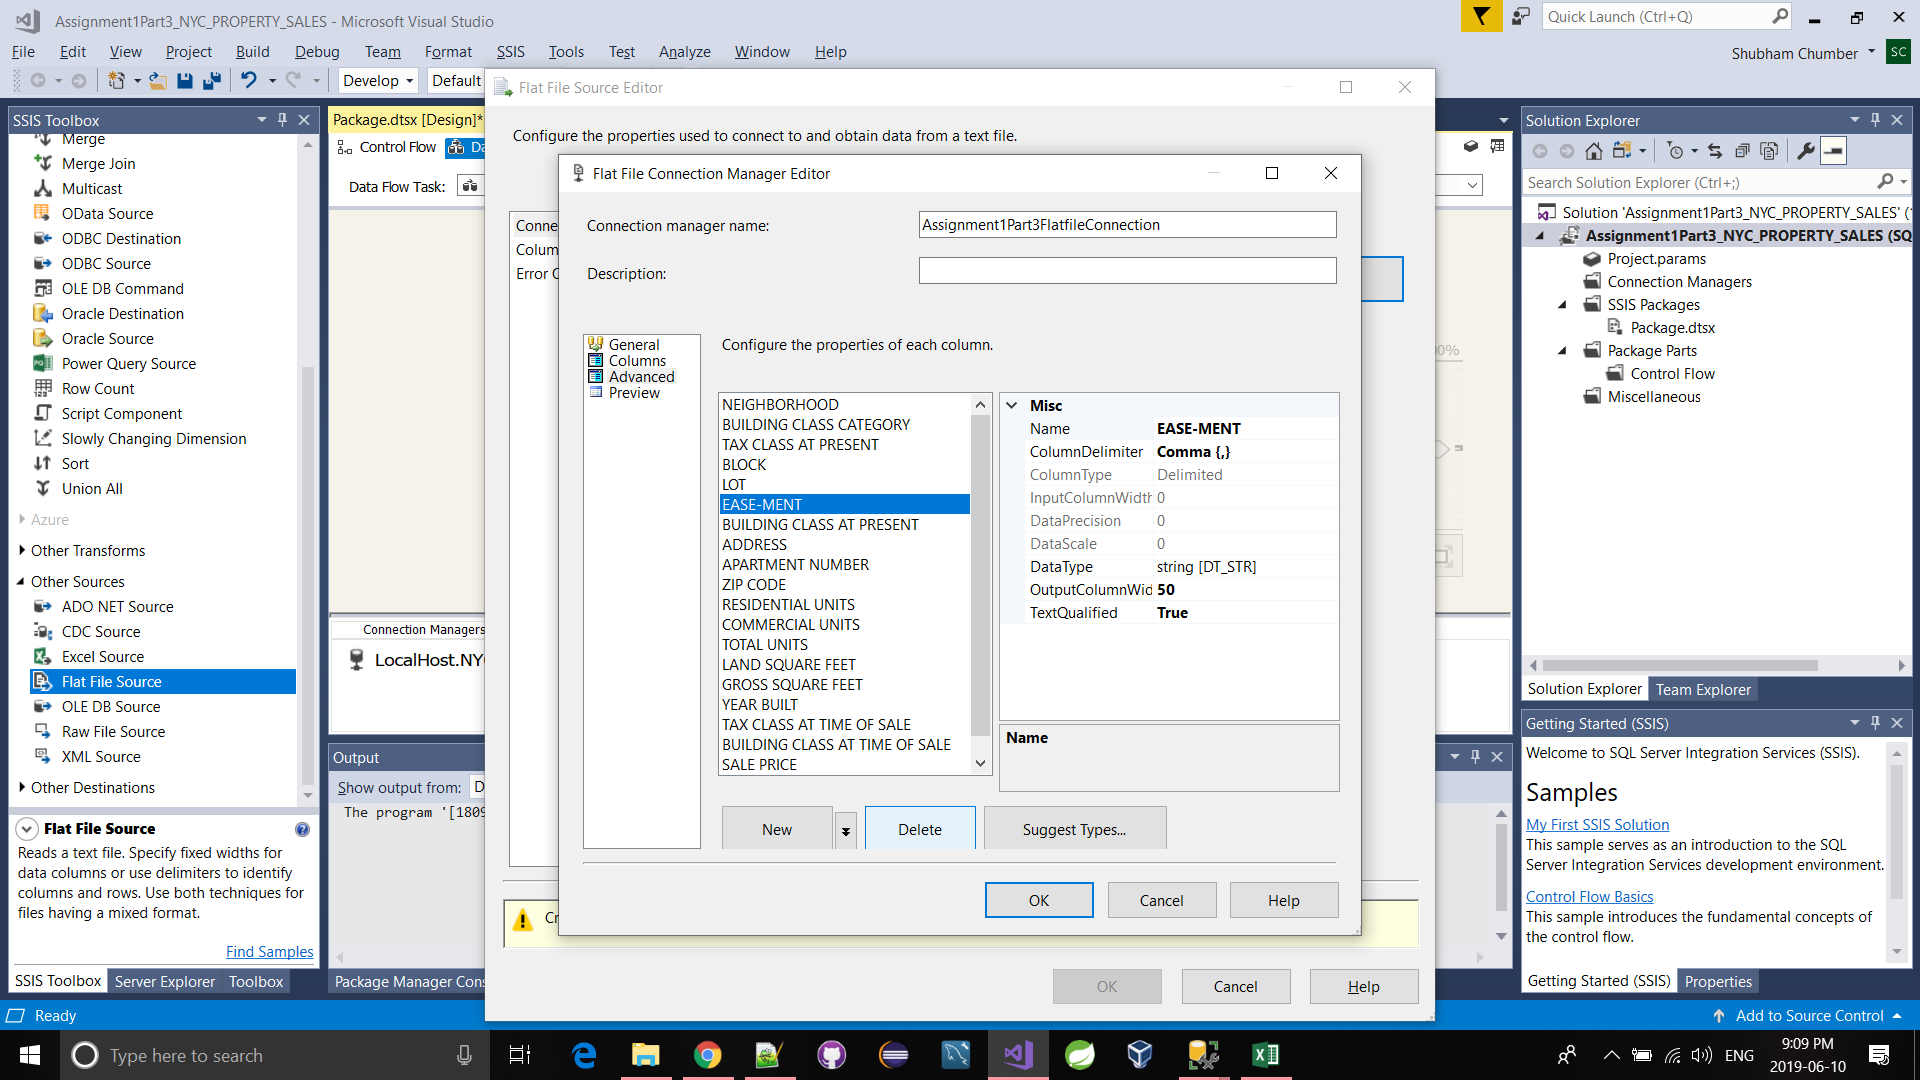 Assignment1Part3_NYC_PROPERTY_SALES - Microsoft Visual Studio
Quick Launch (Ctrl+Q)
File Edit View Project Build Debug Team Format SSIS Tools Test Analyze Window Help
Shubham Chumber SC
Develop Default
SSIS Toolbox
Merge
Merge Join
Multicast
OData Source
ODBC Destination
ODBC Source
OLE DB Command
Oracle Destination
Oracle Source
Power Query Source
Row Count
Script Component
Slowly Changing Dimension
Sort
Union All
Azure
Other Transforms
Other Sources
ADO NET Source
CDC Source
Excel Source
Flat File Source
OLE DB Source
Raw File Source
XML Source
Other Destinations
Flat File Source
Reads a text file. Specify fixed widths for
data columns or use delimiters to identify
columns and rows. Use both techniques for
files having a mixed format.
Find Samples
SSIS Toolbox Server Explorer Toolbox
Package.dtsx [Design]*
Control Flow Da
Data Flow Task:
Connection Managers
LocalHost.NY
Output
Show output from: D
The program '[1809
Package Manager Cons
Flat File Source Editor
Configure the properties used to connect to and obtain data from a text file.
Conne
Colum
Error C
Flat File Connection Manager Editor
Connection manager name: Assignment1Part3FlatfileConnection
Description:
General
Columns
Advanced
Preview
Configure the properties of each column.
NEIGHBORHOOD
BUILDING CLASS CATEGORY
TAX CLASS AT PRESENT
BLOCK
LOT
EASE-MENT
BUILDING CLASS AT PRESENT
ADDRESS
APARTMENT NUMBER
ZIP CODE
RESIDENTIAL UNITS
COMMERCIAL UNITS
TOTAL UNITS
LAND SQUARE FEET
GROSS SQUARE FEET
YEAR BUILT
TAX CLASS AT TIME OF SALE
BUILDING CLASS AT TIME OF SALE
SALE PRICE
Misc
Name EASE-MENT
ColumnDelimiter Comma {,}
ColumnType Delimited
InputColumnWidth 0
DataPrecision 0
DataScale 0
DataType string [DT_STR]
OutputColumnWid 50
TextQualified True
Name
New Delete Suggest Types...
OK Cancel Help
Cr
OK Cancel Help
00%
Solution Explorer
Search Solution Explorer (Ctrl+;)
Solution 'Assignment1Part3_NYC_PROPERTY_SALES' (
Assignment1Part3_NYC_PROPERTY_SALES (SQ
Project.params
Connection Managers
SSIS Packages
Package.dtsx
Package Parts
Control Flow
Miscellaneous
Solution Explorer Team Explorer
Getting Started (SSIS)
Welcome to SQL Server Integration Services (SSIS).
Samples
My First SSIS Solution
This sample serves as an introduction to the SQL
Server Integration Services development environment.
Control Flow Basics
This sample introduces the fundamental concepts of
the control flow.
Getting Started (SSIS) Properties
Ready
Add to Source Control
Type here to search
ENG
9:09 PM
2019-06-10